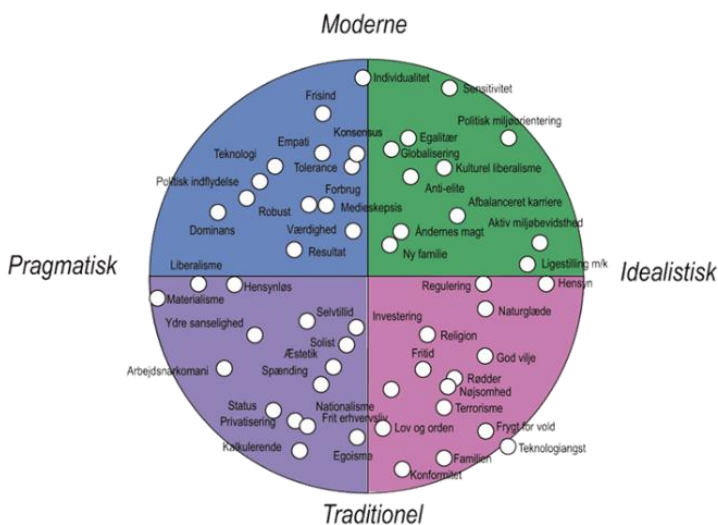 Moderne
Individualitet
Sensitivitet
Frisind
Politisk miljøorientering
Konsensus
Egalitær
Empati
Globalisering
Teknologi
Tolerance
Kulturel liberalisme
Politisk indflydelse
Anti-elite
Forbrug
Afbalanceret karriere
Robust
Medieskepsis
Dominans
Aktiv miljøbevidsthed
Værdighed
Åndernes magt
Resultat
Ny familie
Pragmatisk
Liberalisme
Ligestilling m/k
Idealistisk
Hensynløs
Regulering
Hensyn
Materialisme
Naturglæde
Selvtillid
Investering
Ydre sanselighed
Religion
Solist
Æstetik
Fritid
God vilje
Arbejdsnarkomani
Spænding
Rødder
Nøjsomhed
Status
Nationalisme
Terrorisme
Privatisering
Frit erhvervsliv
Lov og orden
Frygt for vold
Kalkulerende
Egoisme
Familien
Teknologiangst
Konformitet
Traditionel